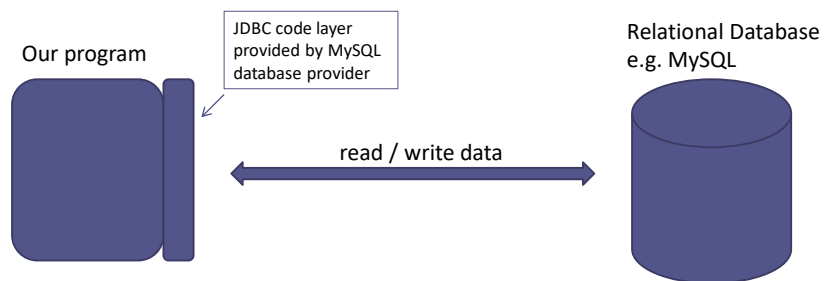 Our program
JDBC code layer
provided by MySQL
database provider
read / write data
Relational Database
e.g. MySQL